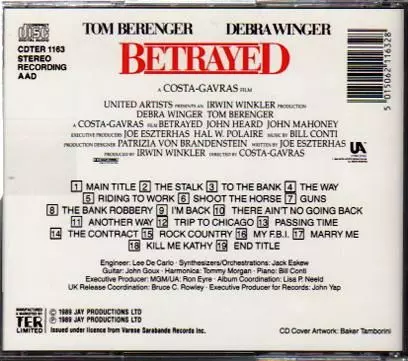 TOM BERENGER DEBRA WINGER
BETRAYED
A COSTA-GAVRAS FILM
COMPACT disc DIGITAL AUDIO
CDTER 1163
STEREO
RECORDING
AAD
5 015062 116328
UNITED ARTISTS PRESENTS AN IRWIN WINKLER PRODUCTION
DEBRA WINGER TOM BERENGER
A COSTA-GAVRAS FILM BETRAYED JOHN HEARD JOHN MAHONEY
EXECUTIVE PRODUCERS JOE ESZTERHAS HAL W. POLAIRE MUSIC BY BILL CONTI
PRODUCTION DESIGNER PATRIZIA VON BRANDENSTEIN WRITTEN BY JOE ESZTERHAS
PRODUCED BY IRWIN WINKLER DIRECTED BY COSTA-GAVRAS
UA
1 MAIN TITLE 2 THE STALK 3 TO THE BANK 4 THE WAY
5 RIDING TO WORK 6 SHOOT THE HORSE 7 GUNS
8 THE BANK ROBBERY 9 I'M BACK 10 THERE AIN'T NO GOING BACK
11 ANOTHER WAY 12 TRIP TO CHICAGO 13 PASSING TIME
14 THE CONTRACT 15 ROCK COUNTRY 16 MY F.B.I. 17 MARRY ME
18 KILL ME KATHY 19 END TITLE
Engineer: Lee De Carlo - Synthesizers/Orchestrations: Jack Eskew
Guitar: John Goux - Harmonica: Tommy Morgan - Piano: Bill Conti
Executive Producer: MGM/UA: Ron Eyre - Album Coordination: Lisa P. Neeld
UK Release Coordination: Bruce C. Rowley - Executive Producer for Records: John Yap
TER
LIMITED
℗ 1989 JAY PRODUCTIONS LTD
© 1989 JAY PRODUCTIONS LTD
Issued under licence from Varese Sarabande Records Inc.
CD Cover Artwork: Baker Tamborini